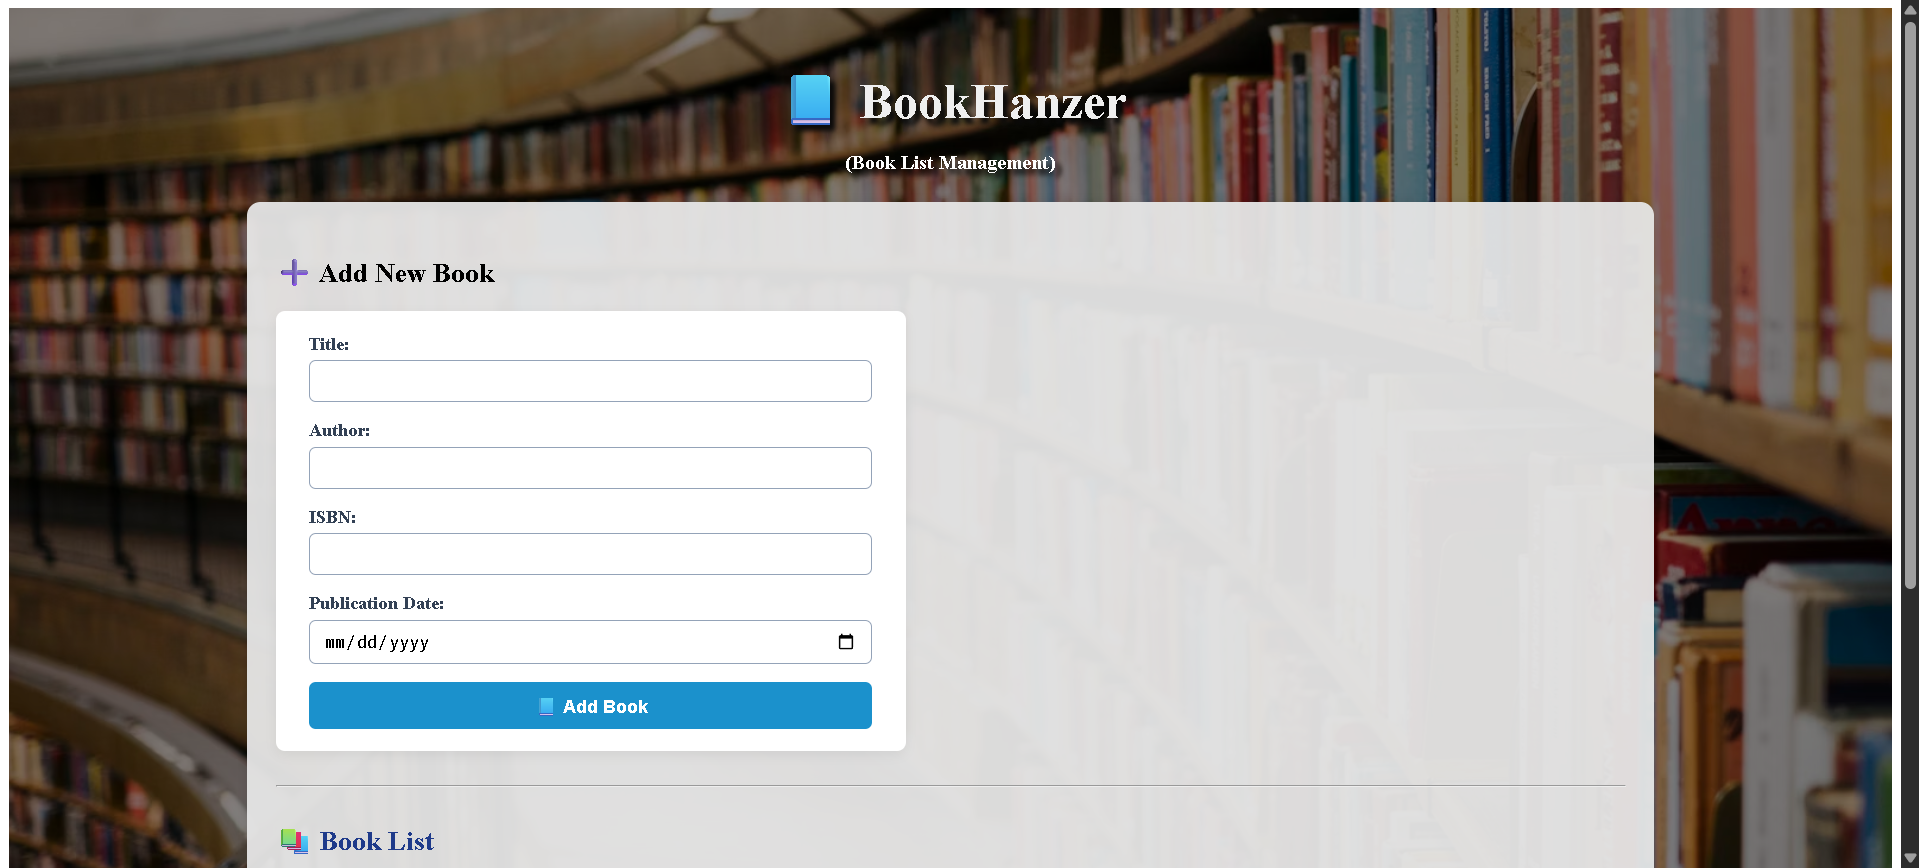 BookHanzer
(Book List Management)
Add New Book
Title:
Author:
ISBN:
Publication Date:
mm/dd/yyyy
Add Book
Book List